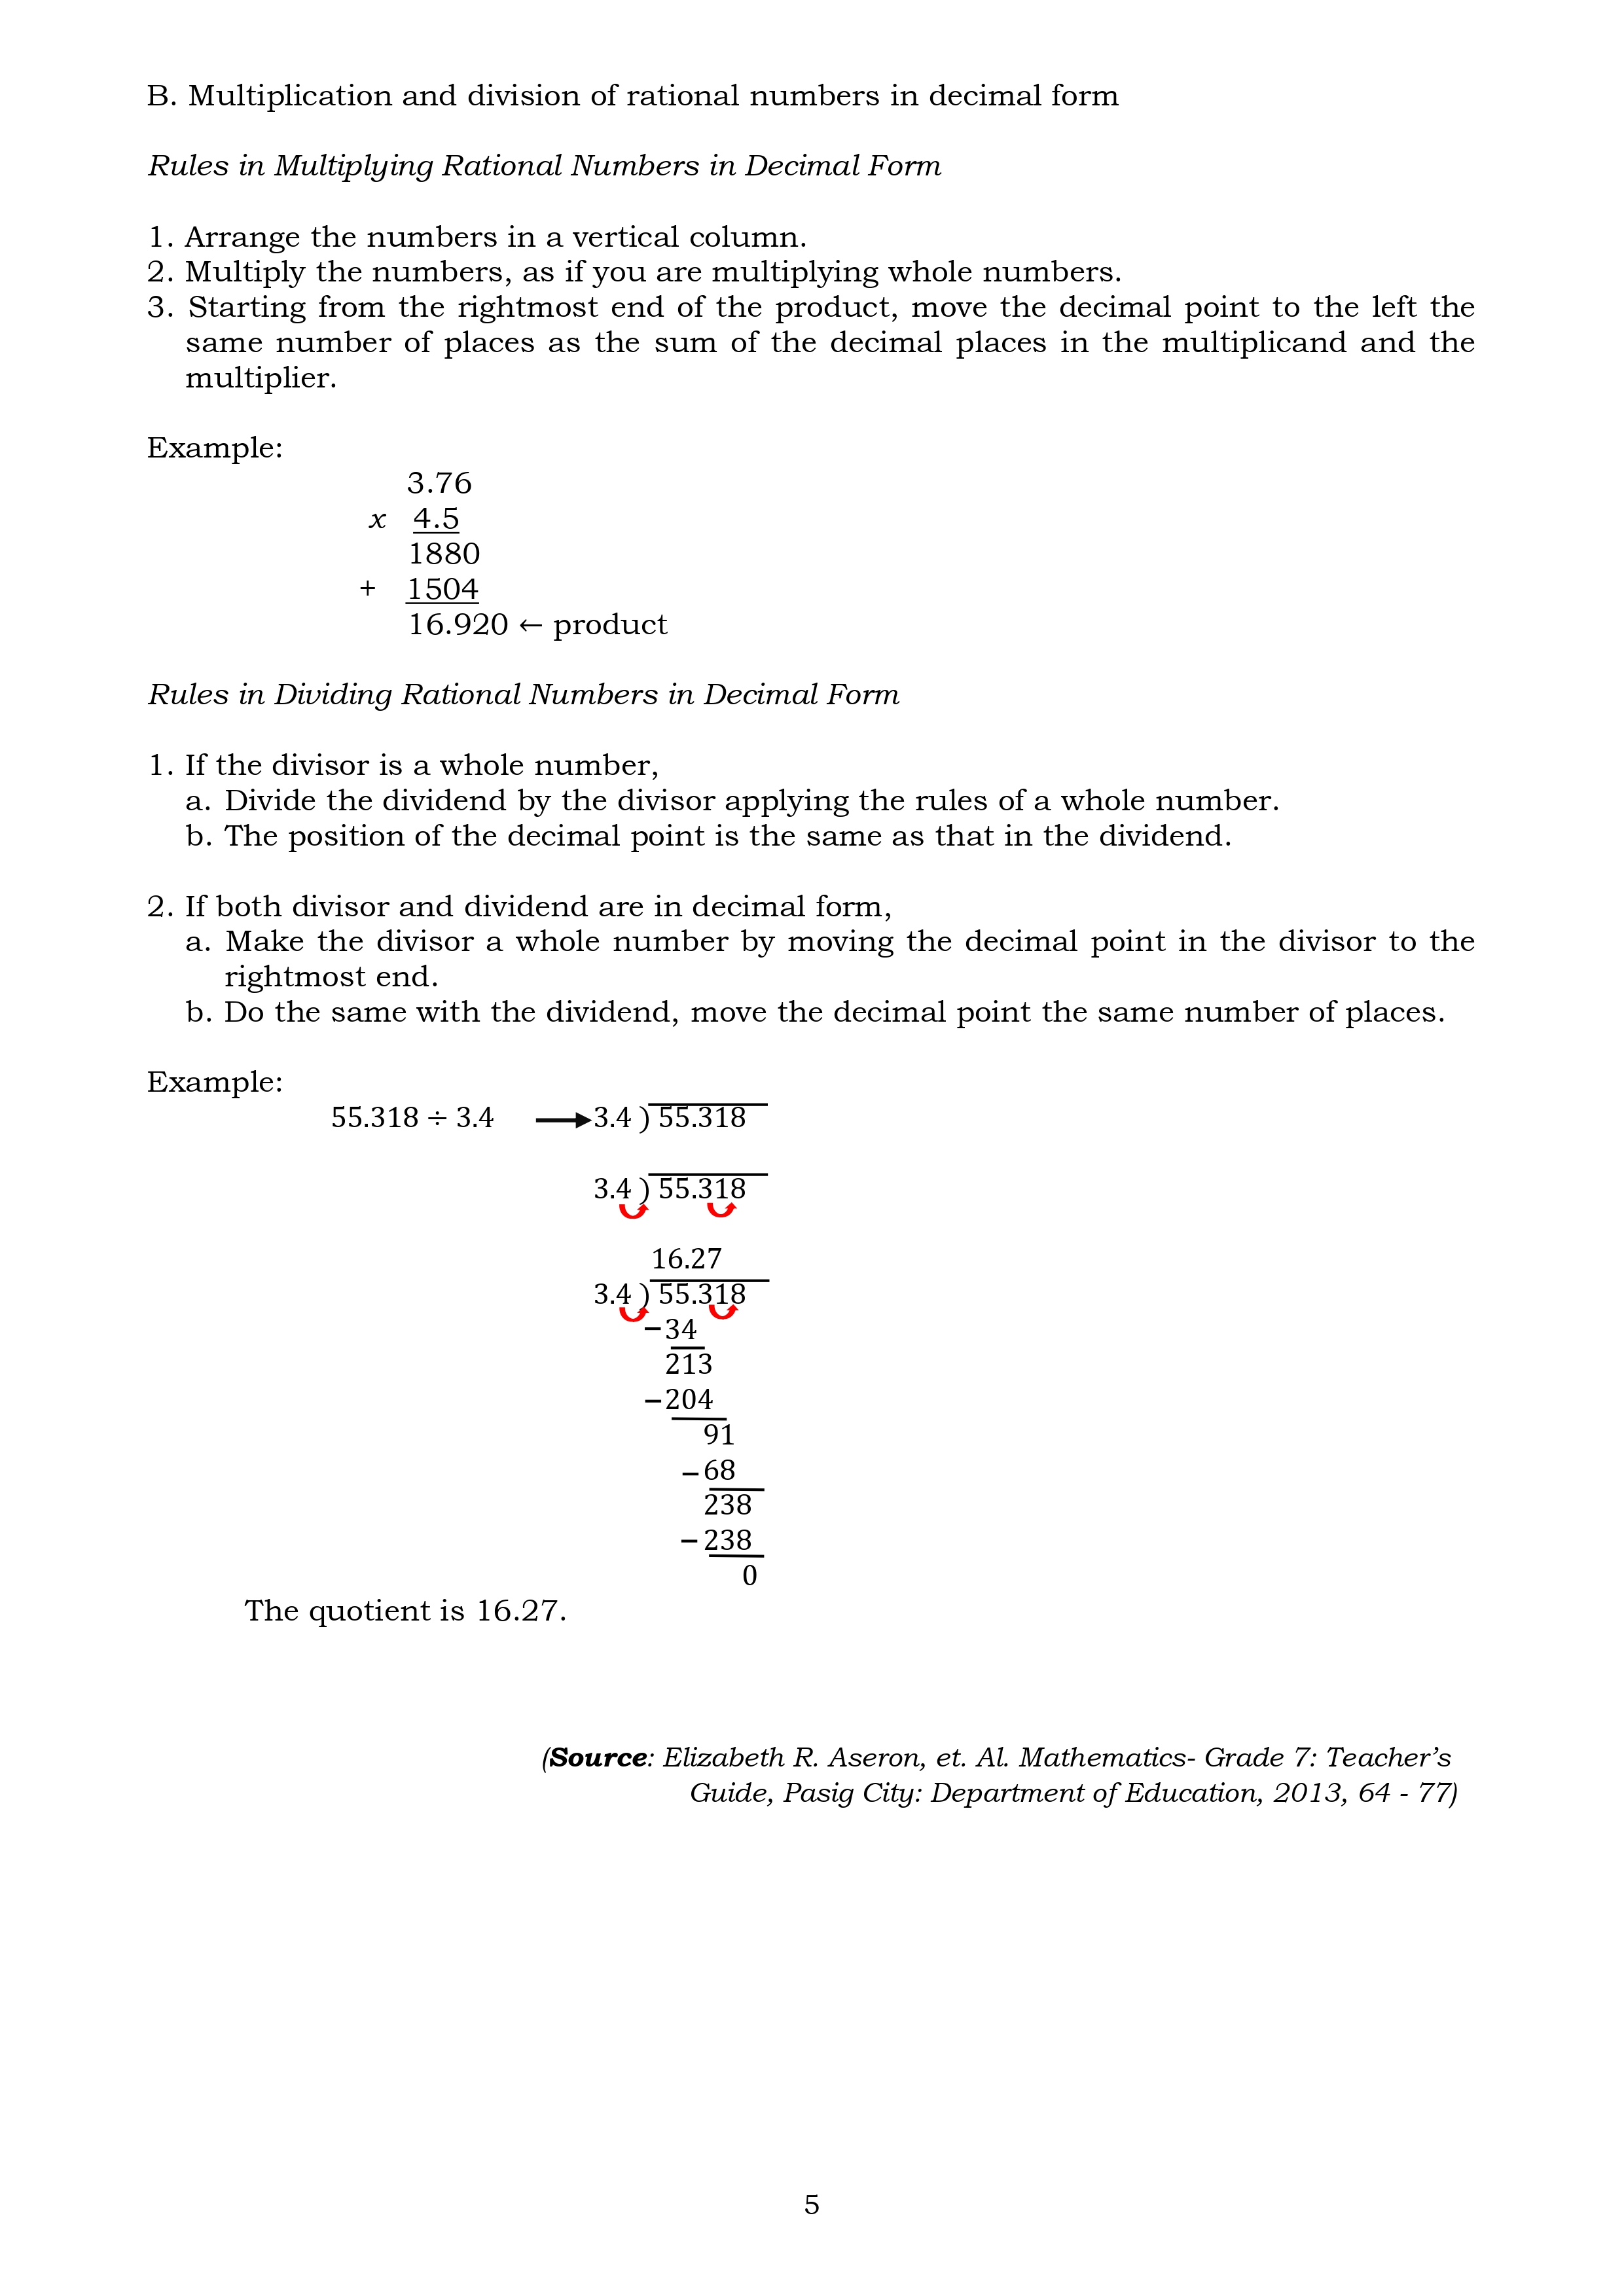 B. Multiplication and division of rational numbers in decimal form
Rules in Multiplying Rational Numbers in Decimal Form
1. Arrange the numbers in a vertical column.
2. Multiply the numbers, as if you are multiplying whole numbers.
3. Starting from the rightmost end of the product, move the decimal point to the left the
same number of places as the sum of the decimal places in the multiplicand and the
multiplier.
Example:
3.76
x 4.5
1880
+ 1504
16.920 ← product
Rules in Dividing Rational Numbers in Decimal Form
1. If the divisor is a whole number,
a. Divide the dividend by the divisor applying the rules of a whole number.
b. The position of the decimal point is the same as that in the dividend.
2. If both divisor and dividend are in decimal form,
a. Make the divisor a whole number by moving the decimal point in the divisor to the
rightmost end.
b. Do the same with the dividend, move the decimal point the same number of places.
Example:
55.318 ÷ 3.4 → 3.4 ) 55.318
3.4 ) 55.318
16.27
3.4 ) 55.318
−34
213
−204
91
−68
238
−238
0
The quotient is 16.27.
(Source: Elizabeth R. Aseron, et. Al. Mathematics- Grade 7: Teacher’s
Guide, Pasig City: Department of Education, 2013, 64 - 77)
5